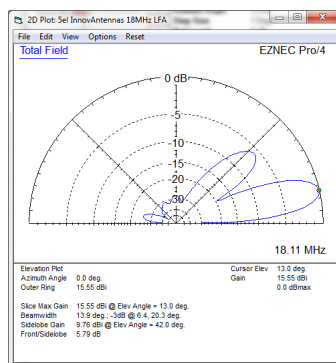 2D Plot: 5el InnovAntennas 18MHz LFA
File Edit View Options Reset
Total Field
EZNEC Pro/4
0 dB
-5
-10
-15
-20
-30
18.11 MHz
Elevation Plot
Cursor Elev 13.0 deg.
Azimuth Angle 0.0 deg.
Gain 15.55 dBi
Outer Ring 15.55 dBi
0.0 dBmax
Slice Max Gain 15.55 dBi @ Elev Angle = 13.0 deg.
Beamwidth 13.9 deg.; -3dB @ 6.4, 20.3 deg.
Sidelobe Gain 9.76 dBi @ Elev Angle = 42.0 deg.
Front/Sidelobe 5.79 dB